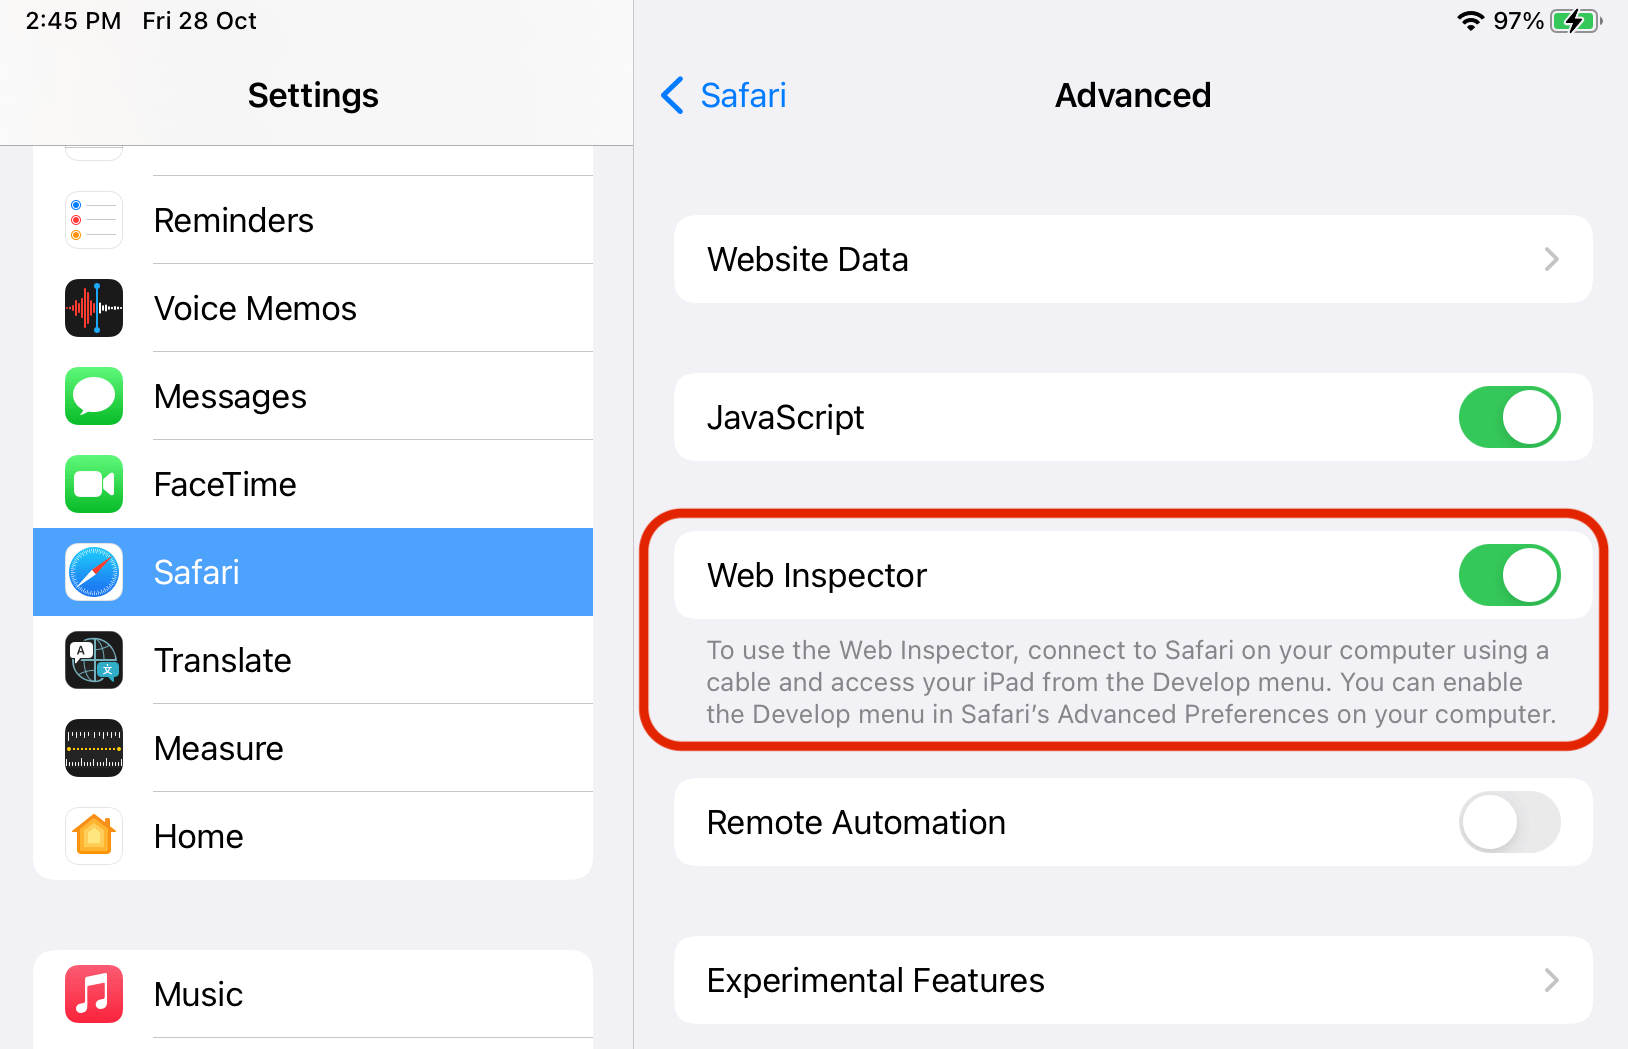 2:45 PM Fri 28 Oct
97%
Settings
Reminders
Voice Memos
Messages
FaceTime
Safari
Translate
Measure
Home
Music
Safari
Advanced
Website Data
JavaScript
Web Inspector
To use the Web Inspector, connect to Safari on your computer using a
cable and access your iPad from the Develop menu. You can enable
the Develop menu in Safari’s Advanced Preferences on your computer.
Remote Automation
Experimental Features